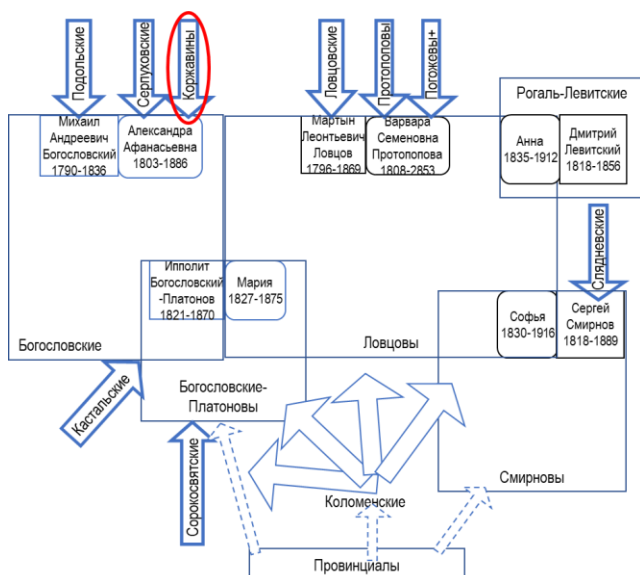 Подольские
Серпуховские
Коржавины
Ловцовские
Протопоповы
Погожевы+
Рогаль-Левитские
Михаил
Андреевич
Богословский
1790-1836
Александра
Афанасьевна
1803-1886
Мартын
Леонтьевич
Ловцов
1796-1869
Варвара
Семеновна
Протопопова
1808-2853
Анна
1835-1912
Дмитрий
Левитский
1818-1856
Слядневские
Ипполит
Богословский
-Платонов
1821-1870
Мария
1827-1875
Софья
1830-1916
Сергей
Смирнов
1818-1889
Богословские
Ловцовы
Кастальские
Богословские-
Платоновы
Сорокосвятские
Коломенские
Смирновы
Провинциалы